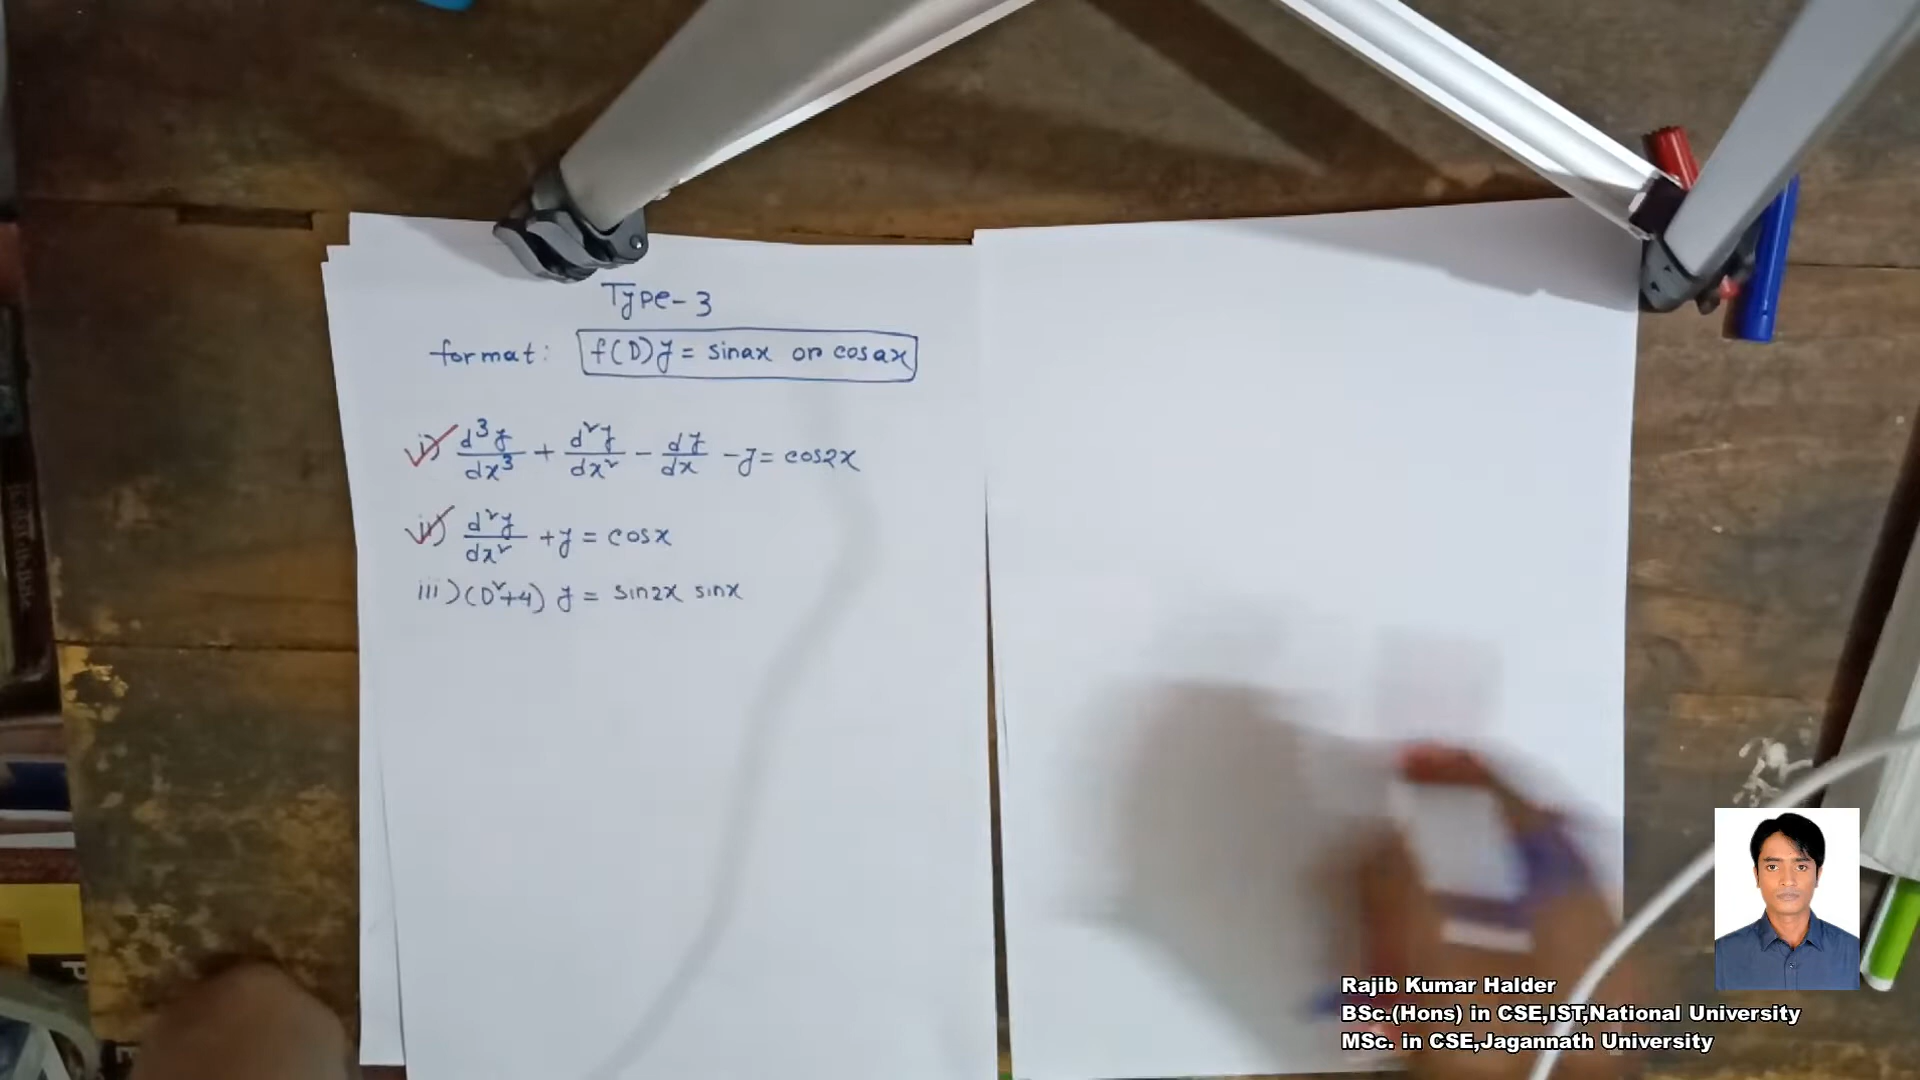 Type-3
format: f(D)y = sinax or cosax
i) d³y/dx³ + d²y/dx² - dy/dx - y = cos2x
ii) d²y/dx² + y = cosx
iii) (D²+4) y = sin2x sinx
Rajib Kumar Halder
BSc.(Hons) in CSE,IST,National University
MSc. in CSE,Jagannath University